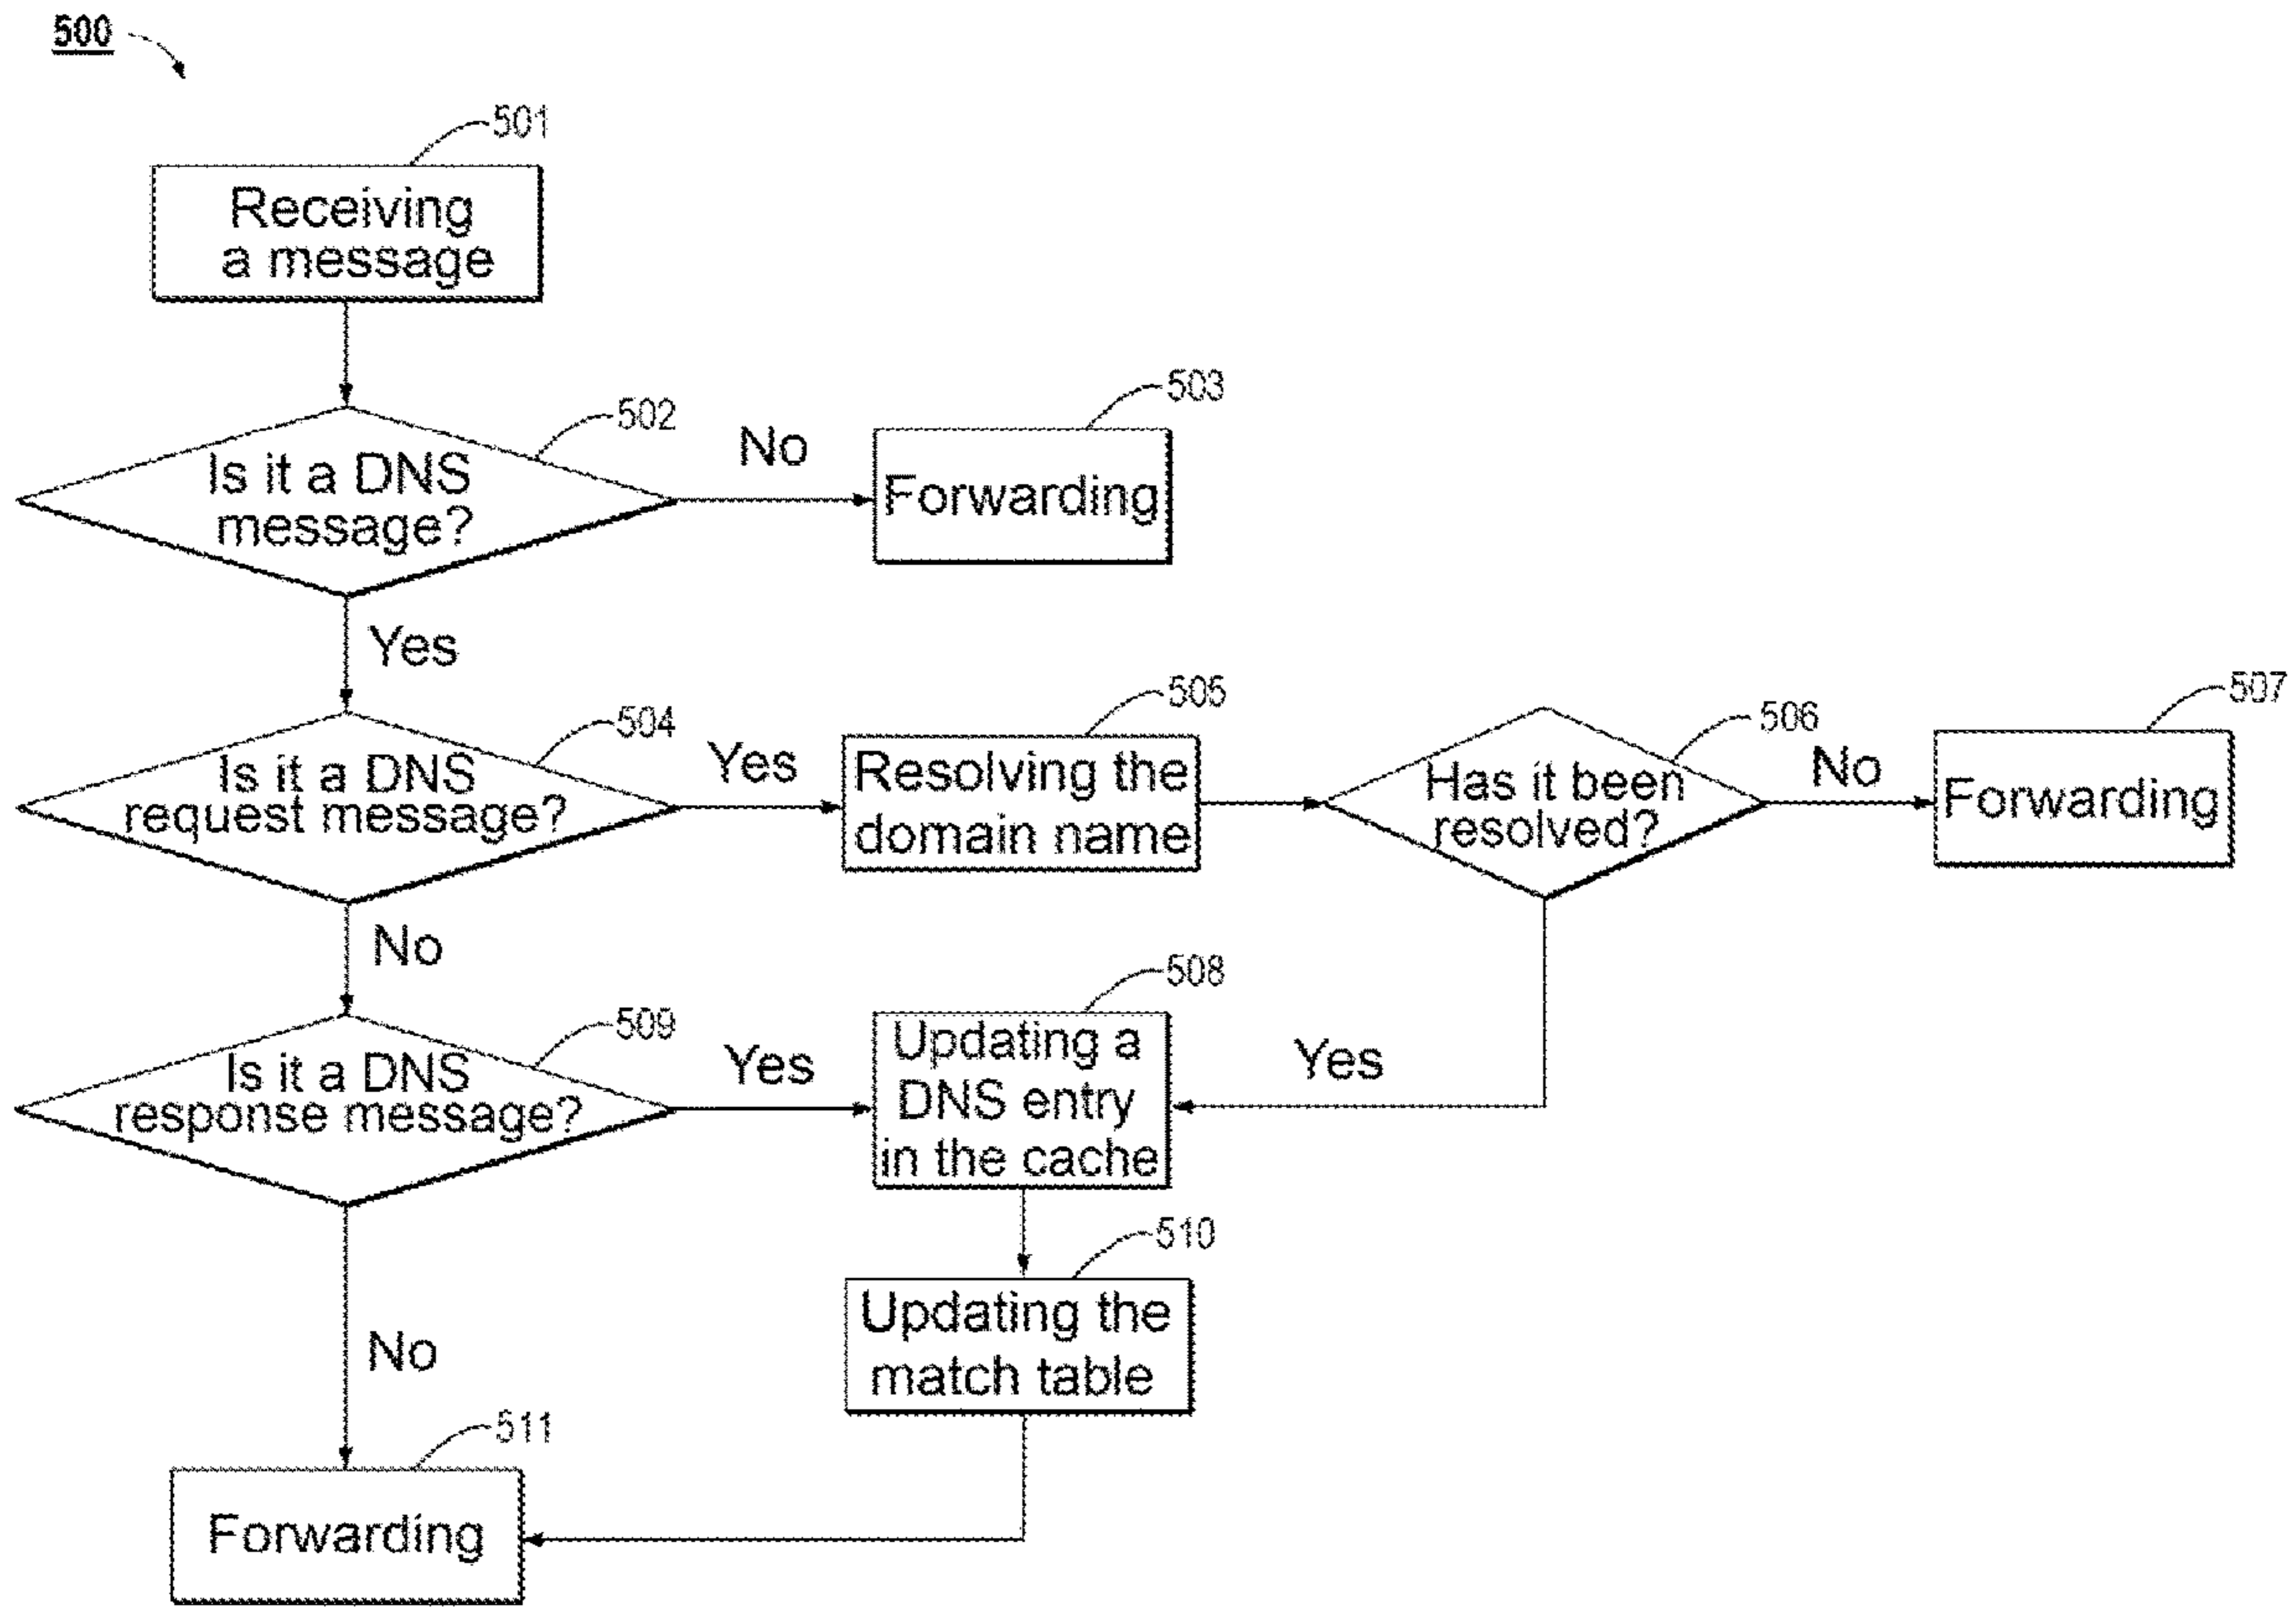 500
501
Receiving
a message
502
Is it a DNS
message?
No
503
Forwarding
Yes
504
Is it a DNS
request message?
Yes
505
Resolving the
domain name
506
Has it been
resolved?
No
507
Forwarding
No
509
Is it a DNS
response message?
Yes
508
Updating a
DNS entry
in the cache
Yes
510
Updating the
match table
No
511
Forwarding